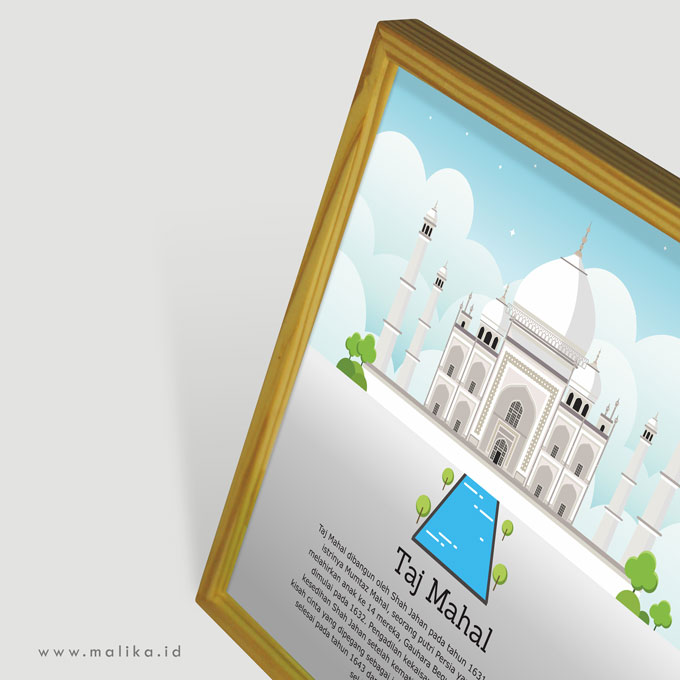 Taj Mahal
Taj Mahal dibangun oleh Shah Jahan pada tahun 1631
istrinya Mumtaz Mahal, seorang putri Persia
melahirkan anak ke 14 mereka, Gauhara
dimulai pada 1632. Pengadilan
kesedihan Shah Jahan setelah
kisah cinta yang dipegang sebagai
selesai pada tahun 1643
www.malika.id